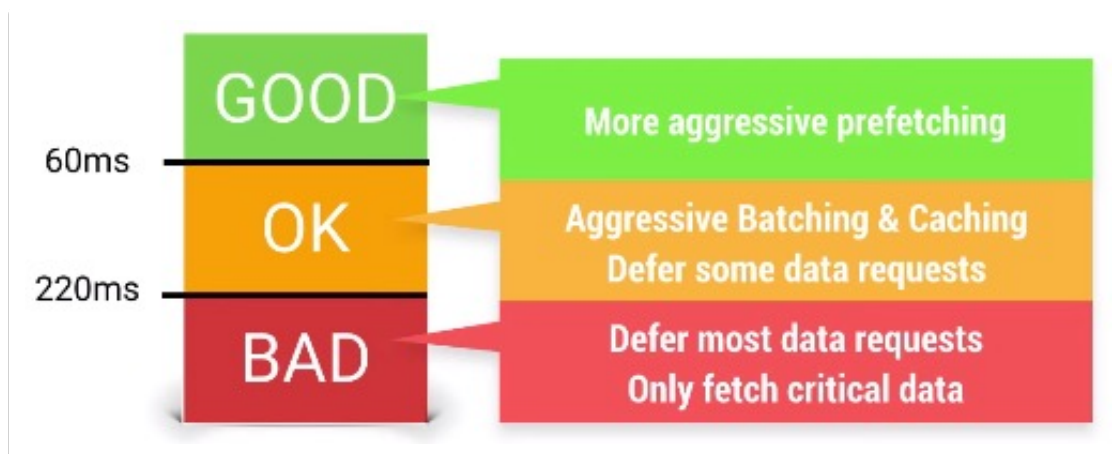 GOOD
More aggressive prefetching
60ms
OK
Aggressive Batching & Caching
Defer some data requests
220ms
BAD
Defer most data requests
Only fetch critical data